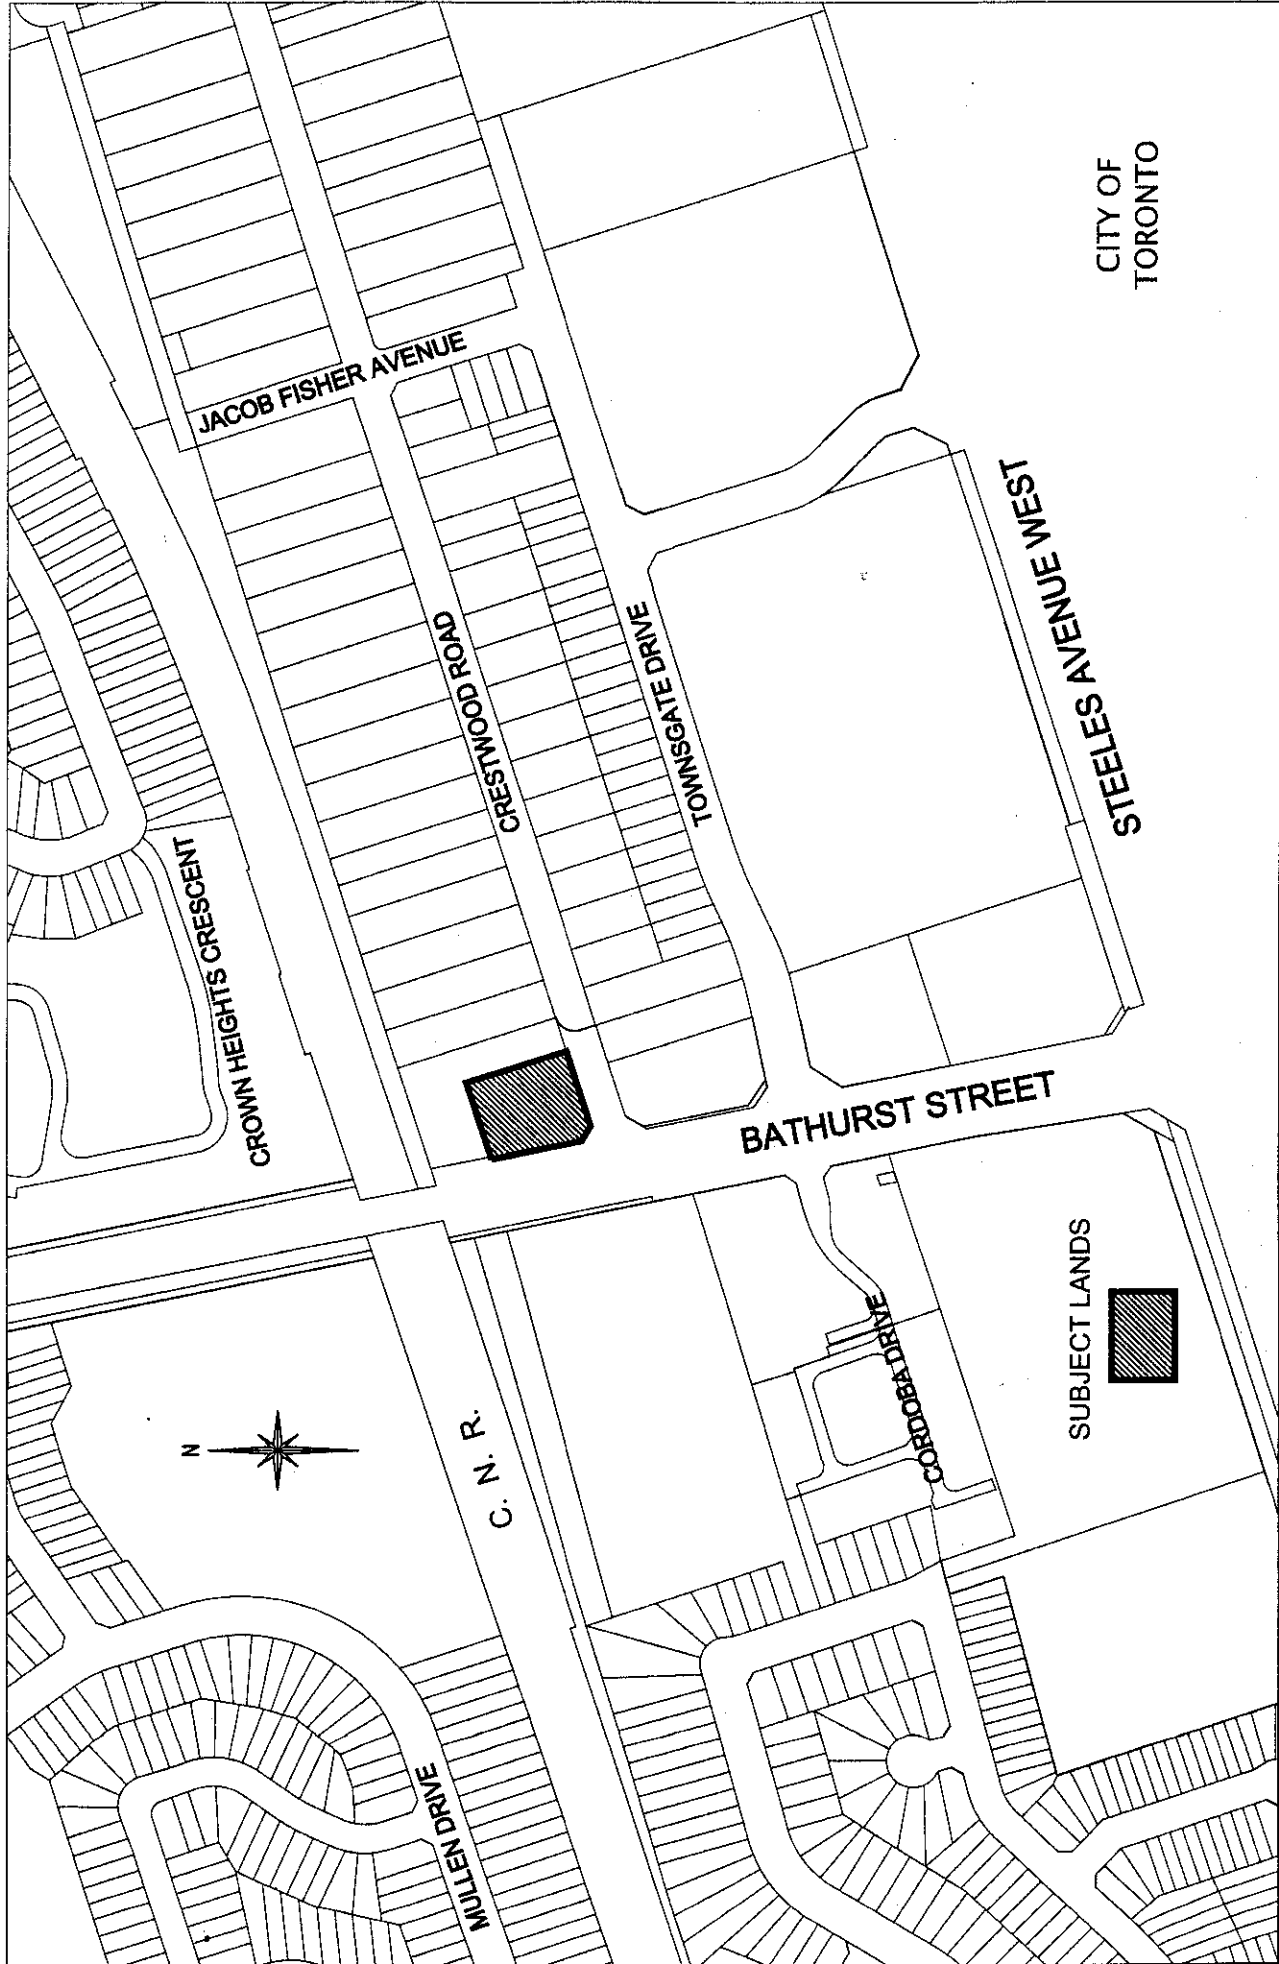 CITY OF
TORONTO
JACOB FISHER AVENUE
STEELES AVENUE WEST
CRESTWOOD ROAD
TOWNSGATE DRIVE
CROWN HEIGHTS CRESCENT
BATHURST STREET
SUBJECT LANDS
CORDOBA DRIVE
N
C. N. R.
MULLEN DRIVE